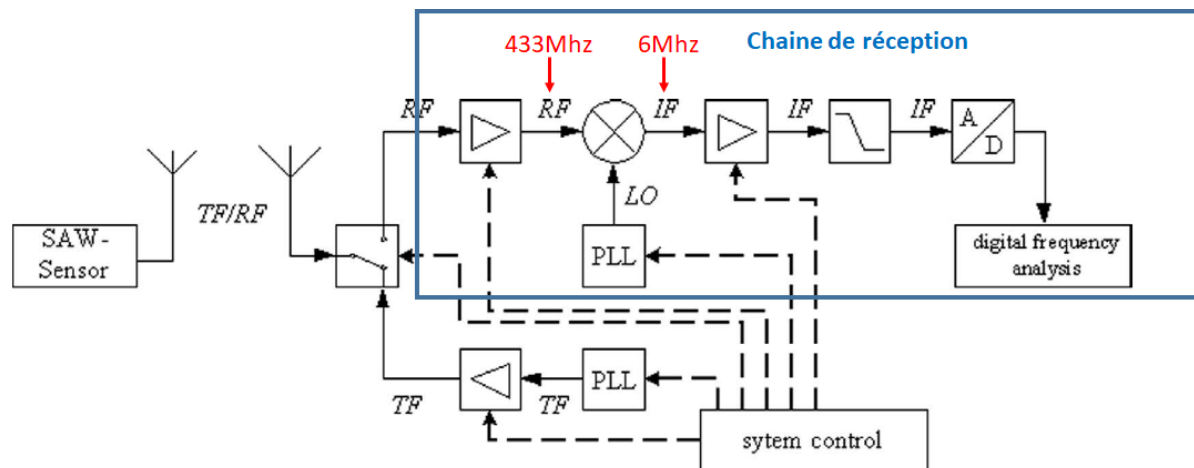 Chaine de réception
433Mhz 6Mhz
RF RF IF IF IF A
D
LO
TF/RF
SAW-
Sensor
PLL
digital frequency
analysis
PLL
TF TF
sytem control